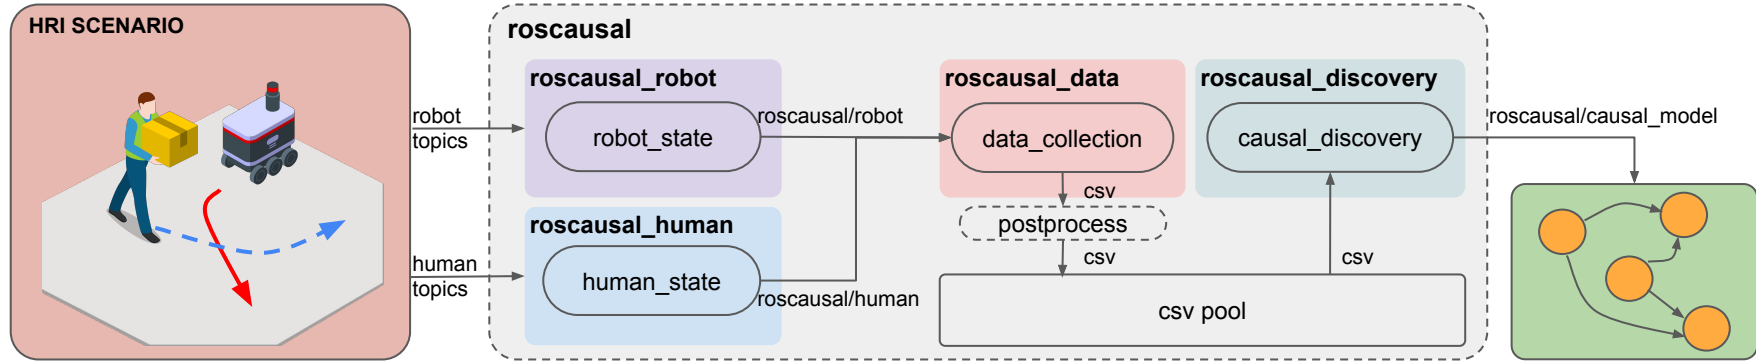 HRI SCENARIO
robot
topics
human
topics
roscausal
roscausal_robot
robot_state
roscausal/robot
roscausal_human
human_state
roscausal/human
roscausal_data
data_collection
csv
postprocess
csv
csv pool
roscausal_discovery
causal_discovery
csv
roscausal/causal_model